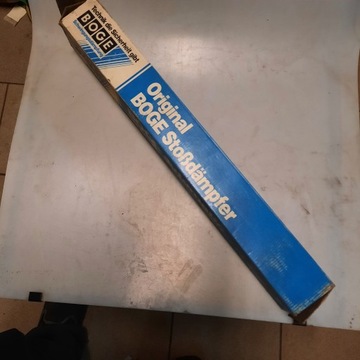 Technik die Sicherheit gibt
BOGE
Original
BOGE Stoßdämpfer